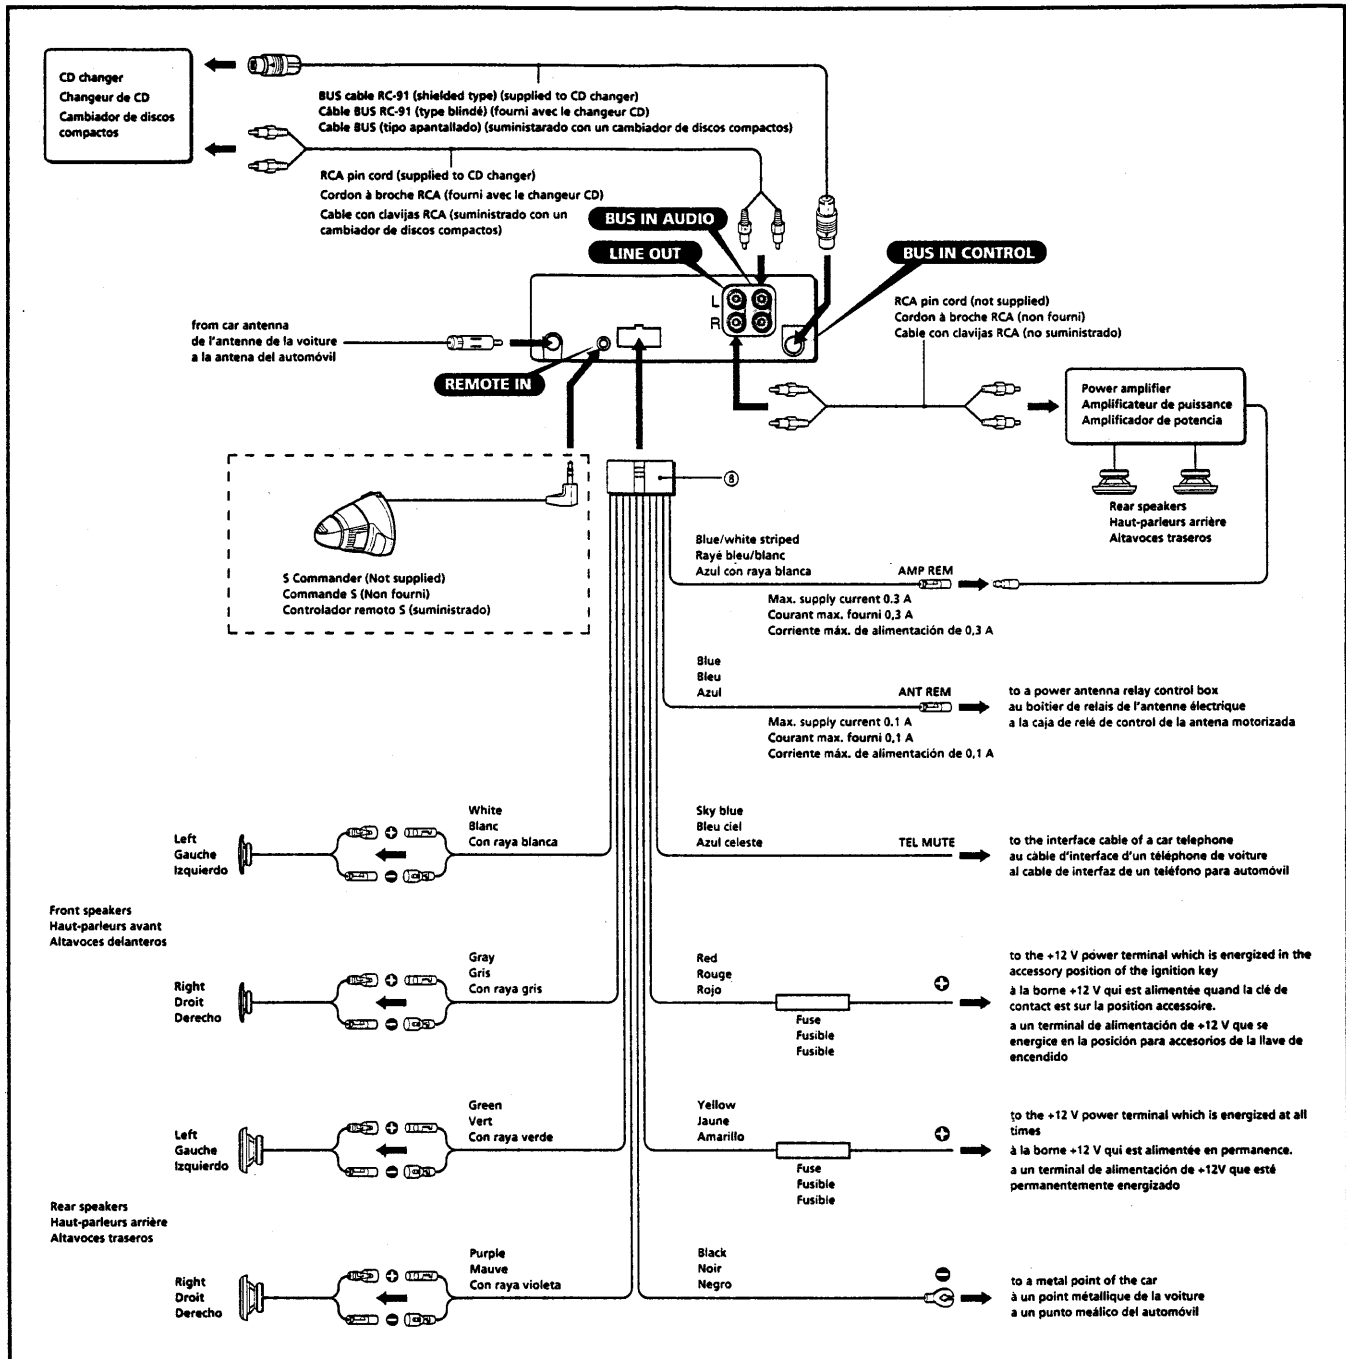 CD changer
Changeur de CD
Cambiador de discos
compactos
BUS cable RC-91 (shielded type) (supplied to CD changer)
Câble BUS RC-91 (type blindé) (fourni avec le changeur CD)
Cable BUS (tipo apantallado) (suministarado con un cambiador de discos compactos)
RCA pin cord (supplied to CD changer)
Cordon à broche RCA (fourni avec le changeur CD)
Cable con clavijas RCA (suministrado con un
cambiador de discos compactos)
BUS IN AUDIO
LINE OUT
BUS IN CONTROL
L
R
RCA pin cord (not supplied)
Cordon à broche RCA (non fourni)
Cable con clavijas RCA (no suministrado)
from car antenna
de l'antenne de la voiture
a la antena del automóvil
REMOTE IN
Power amplifier
Amplificateur de puissance
Amplificador de potencia
Rear speakers
Haut-parleurs arrière
Altavoces traseros
8
S Commander (Not supplied)
Commande S (Non fourni)
Controlador remoto S (suministrado)
Blue/white striped
Rayé bleu/blanc
Azul con raya blanca
AMP REM
Max. supply current 0.3 A
Courant max. fourni 0,3 A
Corriente máx. de alimentación de 0,3 A
Blue
Bleu
Azul
ANT REM
Max. supply current 0.1 A
Courant max. fourni 0,1 A
Corriente máx. de alimentación de 0,1 A
to a power antenna relay control box
au boîtier de relais de l'antenne électrique
a la caja de relé de control de la antena motorizada
White
Blanc
Con raya blanca
Left
Gauche
Izquierdo
Sky blue
Bleu ciel
Azul celeste
TEL MUTE
to the interface cable of a car telephone
au câble d'interface d'un téléphone de voiture
al cable de interfaz de un teléfono para automóvil
Front speakers
Haut-parleurs avant
Altavoces delanteros
Gray
Gris
Con raya gris
Right
Droit
Derecho
Red
Rouge
Rojo
Fuse
Fusible
Fusible
to the +12 V power terminal which is energized in the
accessory position of the ignition key
à la borne +12 V qui est alimentée quand la clé de
contact est sur la position accessoire.
a un terminal de alimentación de +12 V que se
energice en la posición para accesorios de la llave de
encendido
Green
Vert
Con raya verde
Left
Gauche
Izquierdo
Yellow
Jaune
Amarillo
Fuse
Fusible
Fusible
to the +12 V power terminal which is energized at all
times
à la borne +12 V qui est alimentée en permanence.
a un terminal de alimentación de +12V que esté
permanentemente energizado
Rear speakers
Haut-parleurs arrière
Altavoces traseros
Purple
Mauve
Con raya violeta
Right
Droit
Derecho
Black
Noir
Negro
to a metal point of the car
à un point métallique de la voiture
a un punto meálico del automóvil